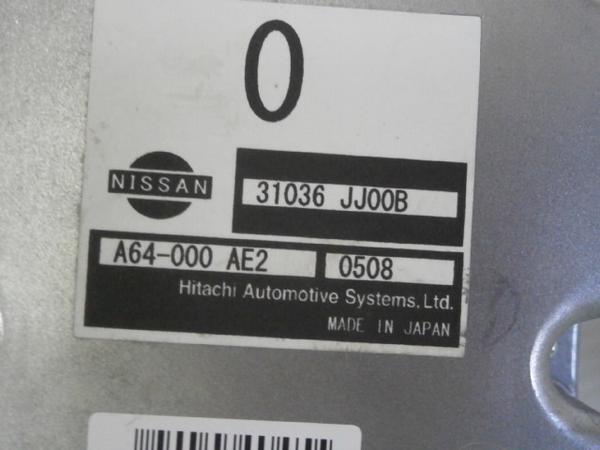 0
NISSAN
31036 JJ00B
A64-000 AE2 0508
Hitachi Automotive Systems, Ltd.
MADE IN JAPAN